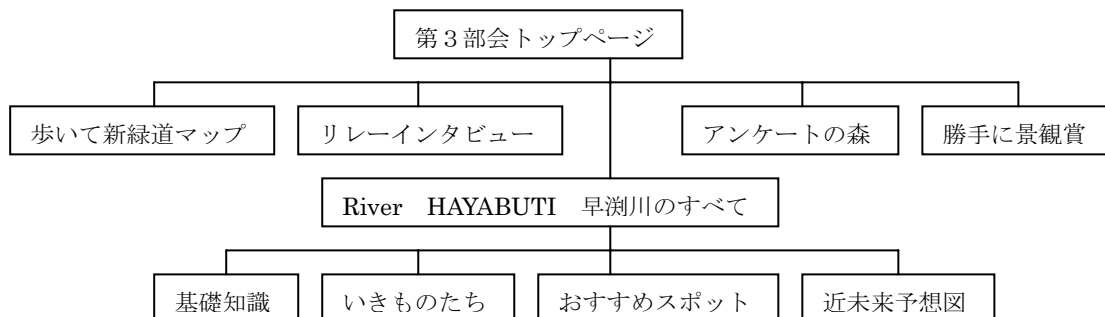 第３部会トップページ
歩いて新緑道マップ
リレーインタビュー
アンケートの森
勝手に景観賞
River　HAYABUTI　早渕川のすべて
基礎知識
いきものたち
おすすめスポット
近未来予想図